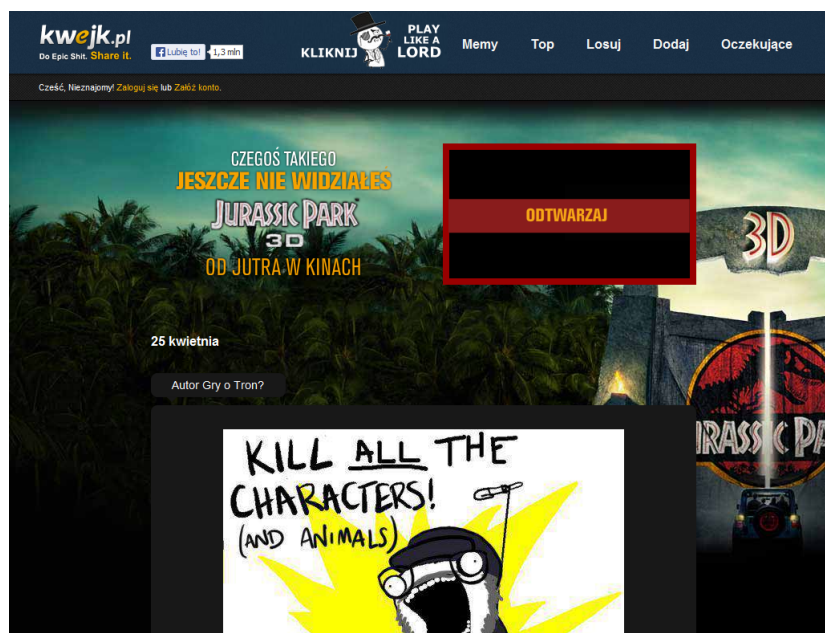 kwejk.pl
Do Epic Shit. Share it.
Lubię to! 1,3 mln
KLIKNIJ
PLAY
LIKE A
LORD
Memy Top Losuj Dodaj Oczekujące
Cześć, Nieznajomy! Zaloguj się lub Załóż konto.
CZEGOŚ TAKIEGO
JESZCZE NIE WIDZIAŁEŚ
JURASSIC PARK
3D
OD JUTRA W KINACH
ODTWARZAJ
3D
JURASSIC PA
25 kwietnia
Autor Gry o Tron?
KILL ALL THE
CHARACTERS!
(AND ANIMALS)